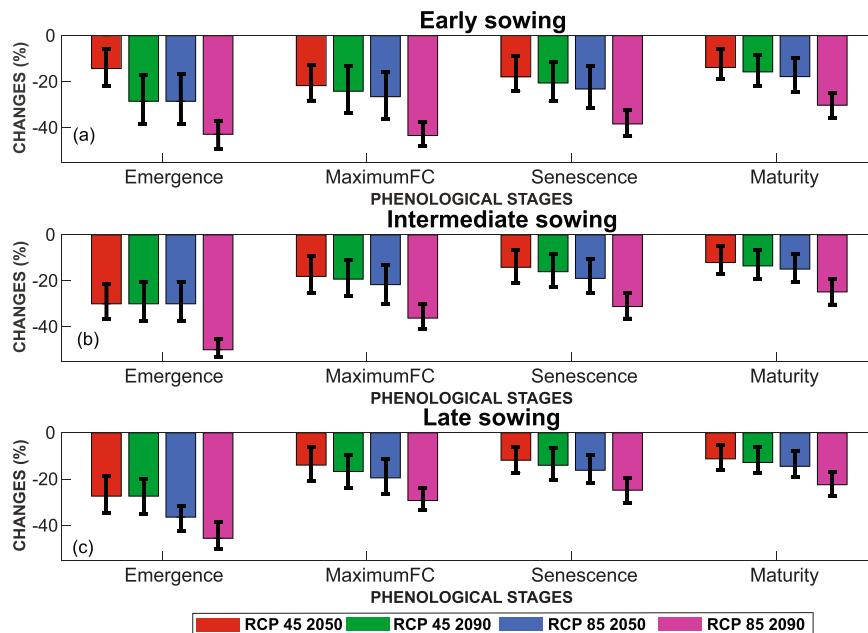 Early sowing
0
-20
-40
CHANGES (%)
(a)
Emergence MaximumFC Senescence Maturity
PHENOLOGICAL STAGES
Intermediate sowing
0
-20
-40
CHANGES (%)
(b)
Emergence MaximumFC Senescence Maturity
PHENOLOGICAL STAGES
Late sowing
0
-20
-40
CHANGES (%)
(c)
Emergence MaximumFC Senescence Maturity
PHENOLOGICAL STAGES
RCP 45 2050 RCP 45 2090 RCP 85 2050 RCP 85 2090